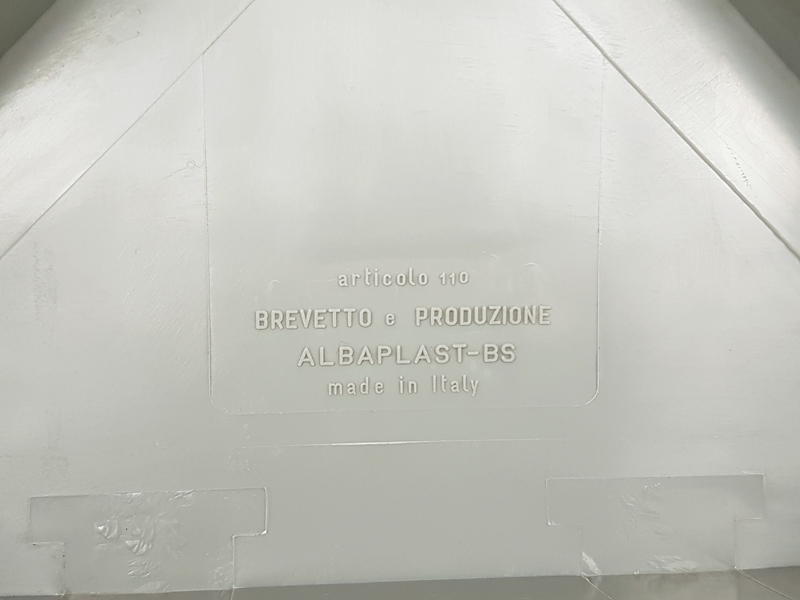 articolo 110
BREVETTO e PRODUZIONE
ALBAPLAST-BS
made in Italy